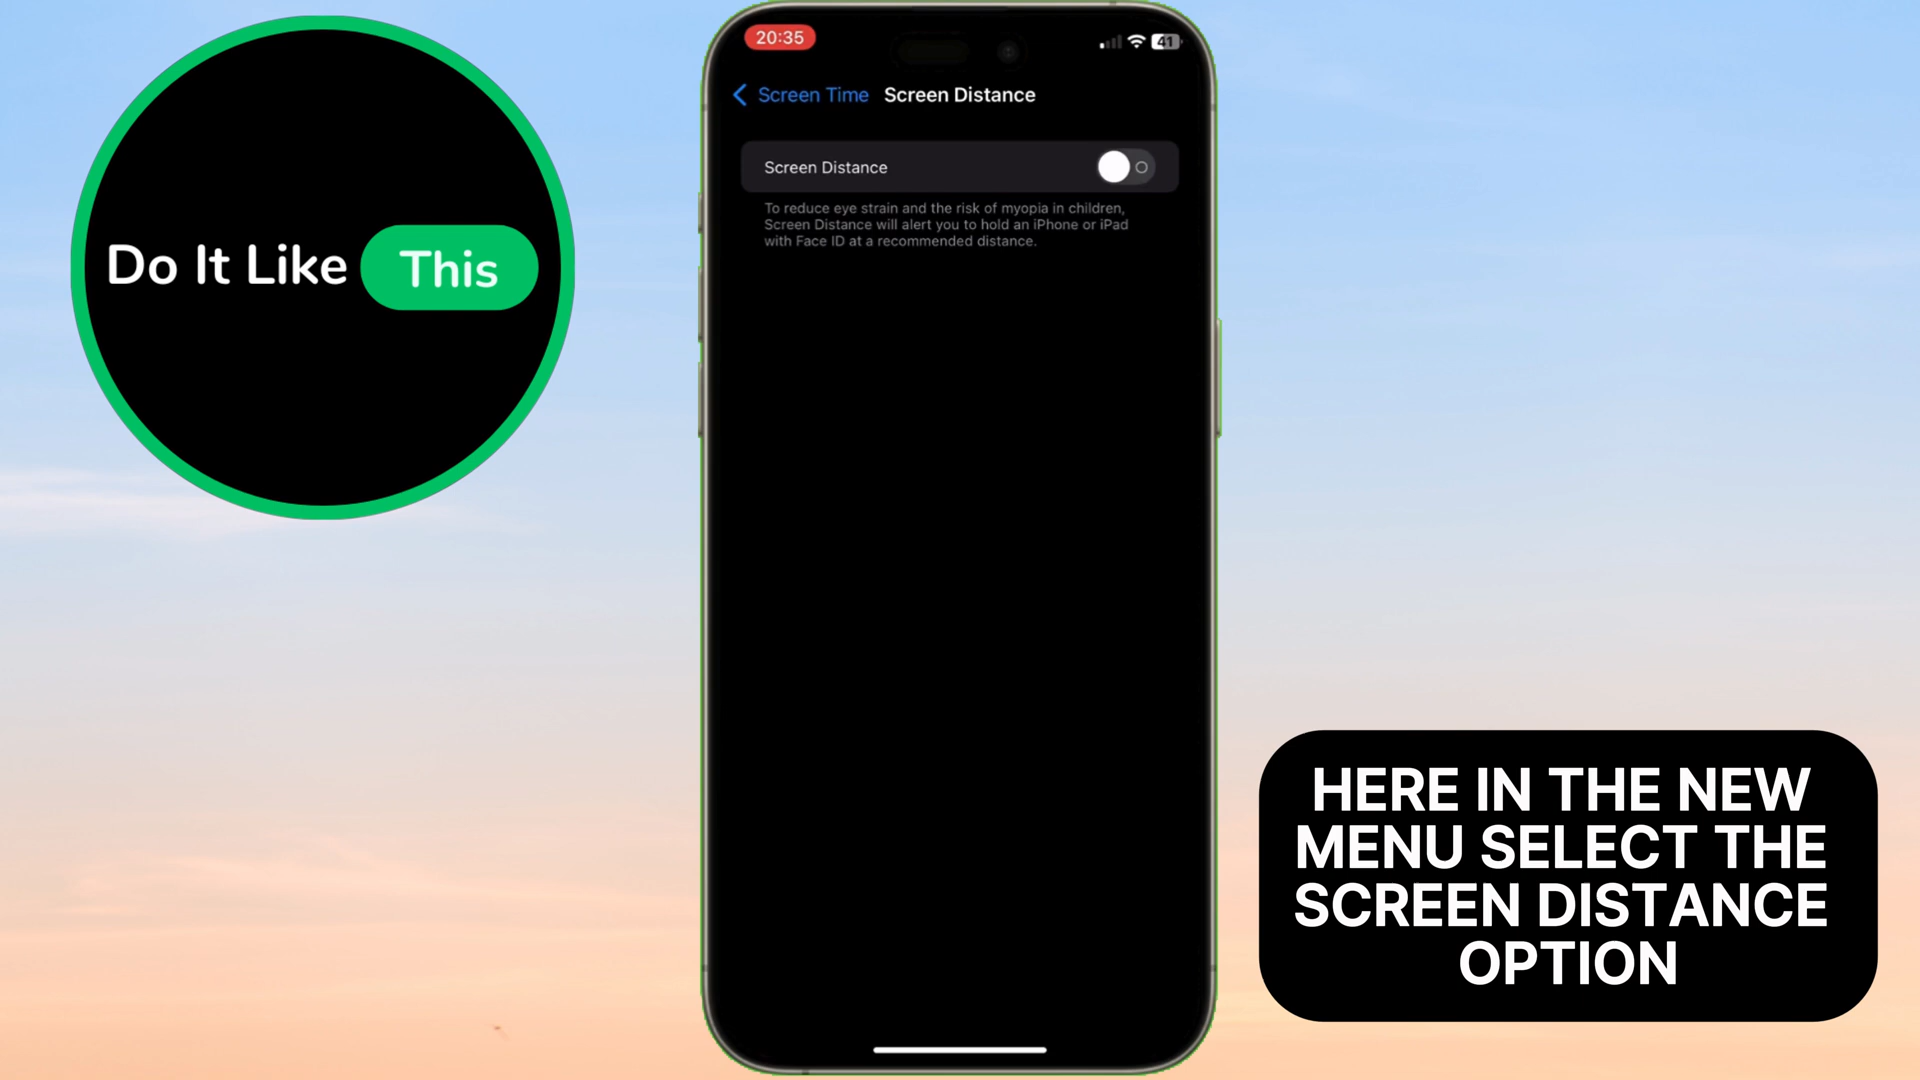 Do It Like This
20:35
41
Screen Time Screen Distance
Screen Distance
To reduce eye strain and the risk of myopia in children,
Screen Distance will alert you to hold an iPhone or iPad
with Face ID at a recommended distance.
HERE IN THE NEW
MENU SELECT THE
SCREEN DISTANCE
OPTION